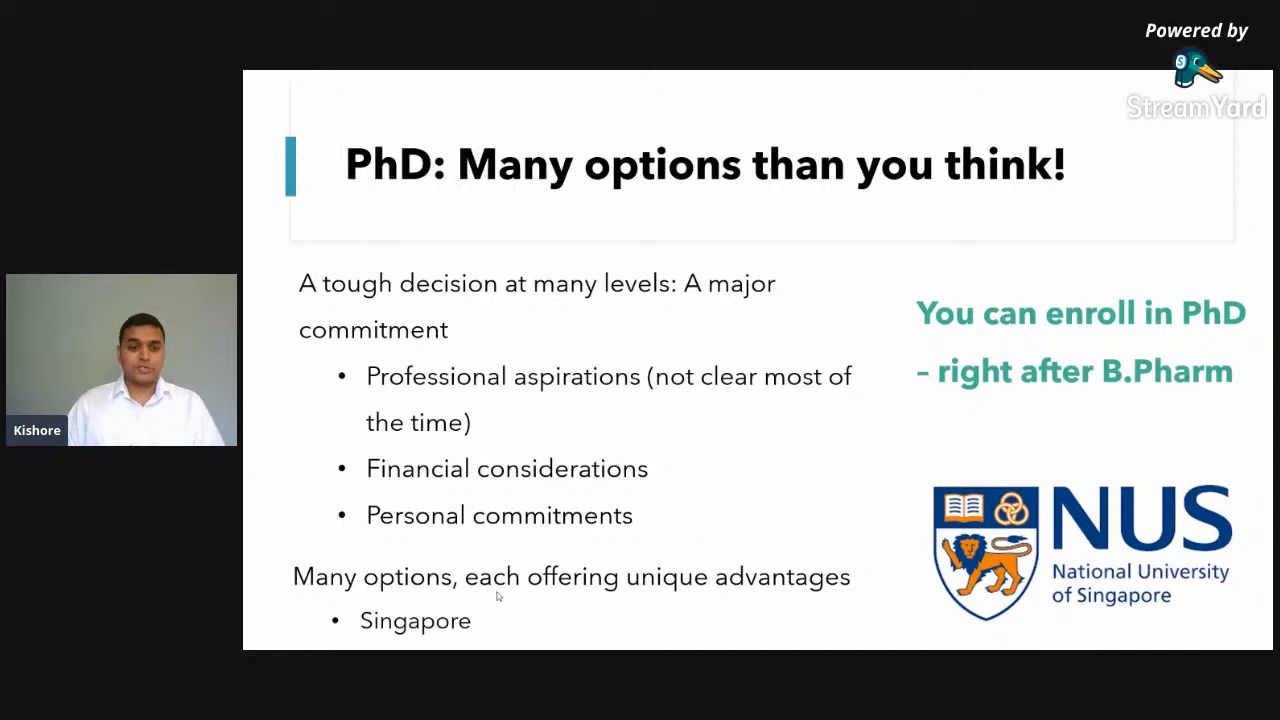 Powered by
StreamYard
PhD: Many options than you think!
A tough decision at many levels: A major
commitment
• Professional aspirations (not clear most of
the time)
• Financial considerations
• Personal commitments
Many options, each offering unique advantages
• Singapore
You can enroll in PhD
– right after B.Pharm
NUS
National University
of Singapore
Kishore